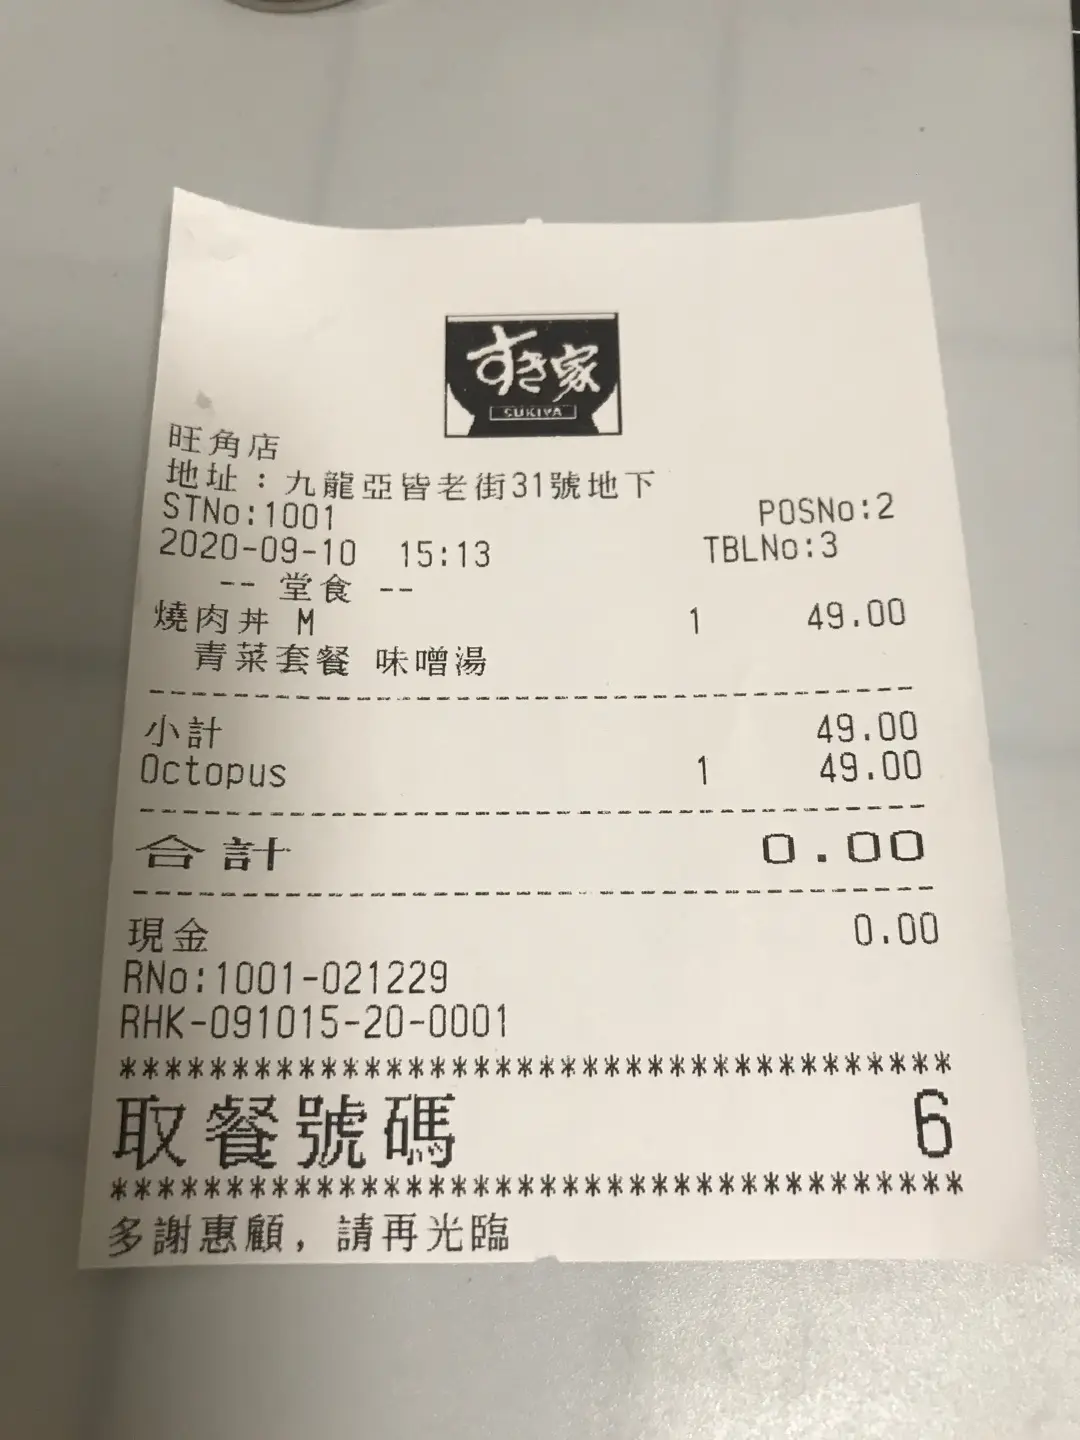 すき家
SUKIYA
旺角店
地址：九龍亞皆老街31號地下
STNo:1001 POSNo:2
2020-09-10 15:13 TBLNo:3
-- 堂食 --
燒肉丼 M 1 49.00
青菜套餐 味噌湯
小計 49.00
Octopus 1 49.00
合計 0.00
現金 0.00
RNo:1001-021229
RHK-091015-20-0001
**************************************
取餐號碼 6
**************************************
多謝惠顧，請再光臨